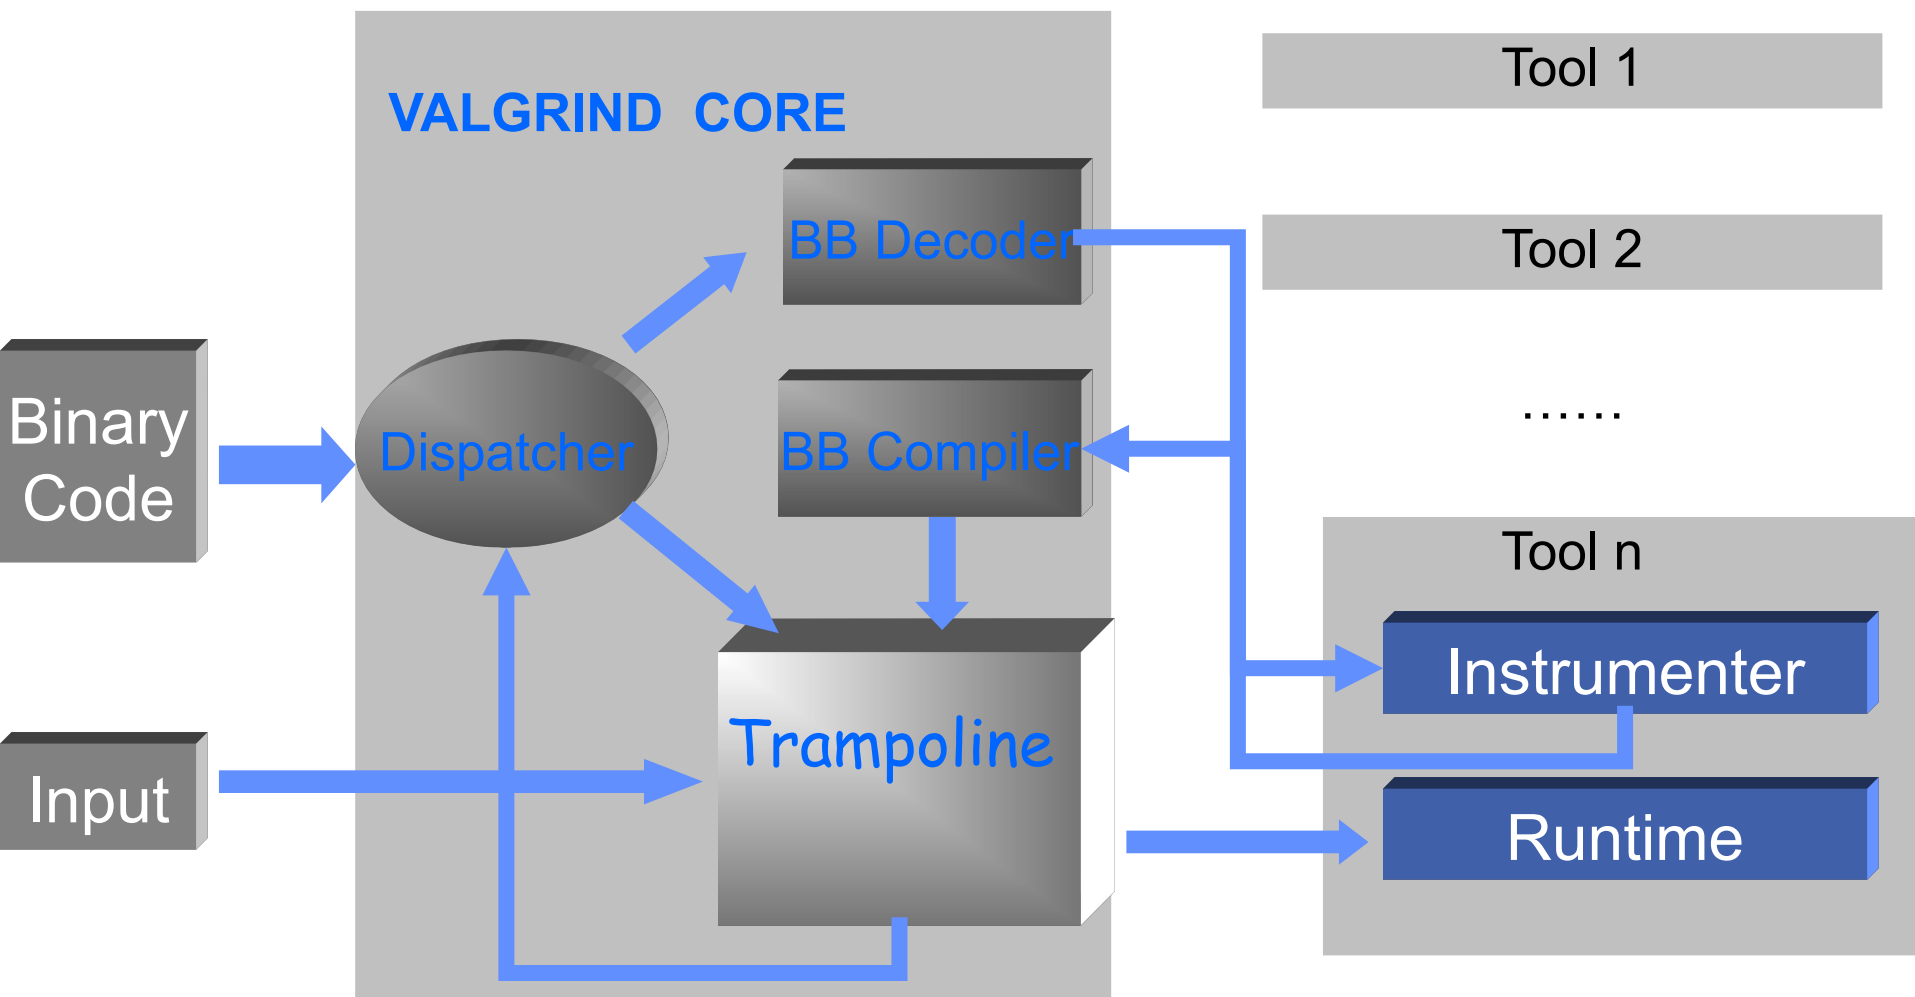 VALGRIND CORE
BB Decoder
Dispatcher
BB Compiler
Trampoline
Binary
Code
Input
Tool 1
Tool 2
......
Tool n
Instrumenter
Runtime